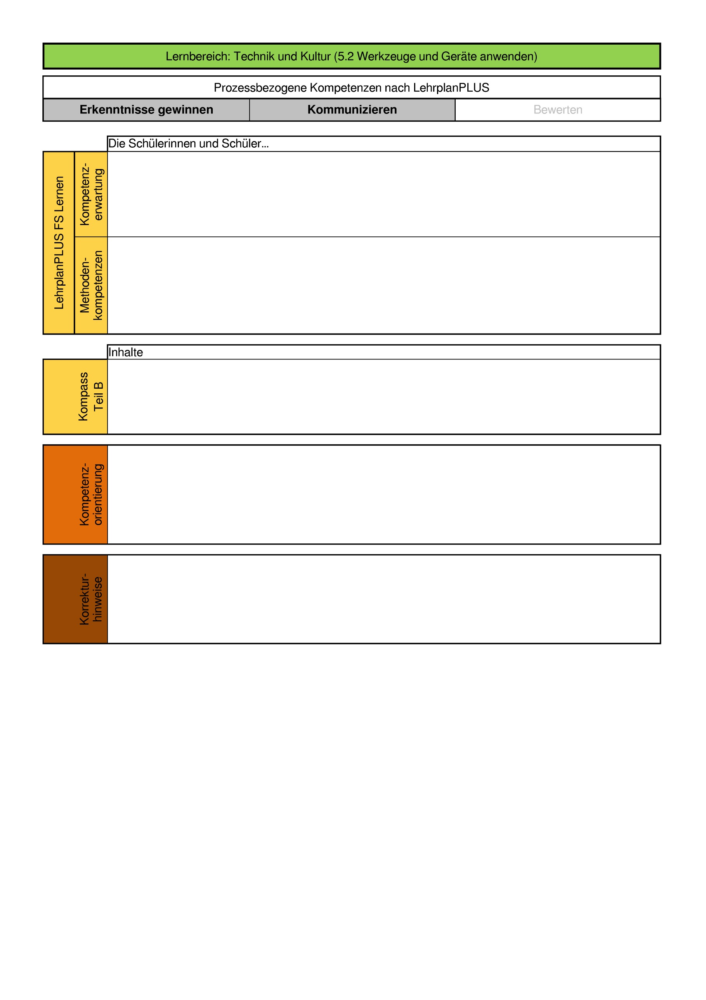 Lernbereich: Technik und Kultur (5.2 Werkzeuge und Geräte anwenden)
Prozessbezogene Kompetenzen nach LehrplanPLUS
Erkenntnisse gewinnen
Kommunizieren
Bewerten
Die Schülerinnen und Schüler...
LehrplanPLUS FS Lernen
Kompetenz-
erwartung
Methoden-
kompetenzen
Inhalte
Kompass
Teil B
Kompetenz-
orientierung
Korrektur-
hinweise